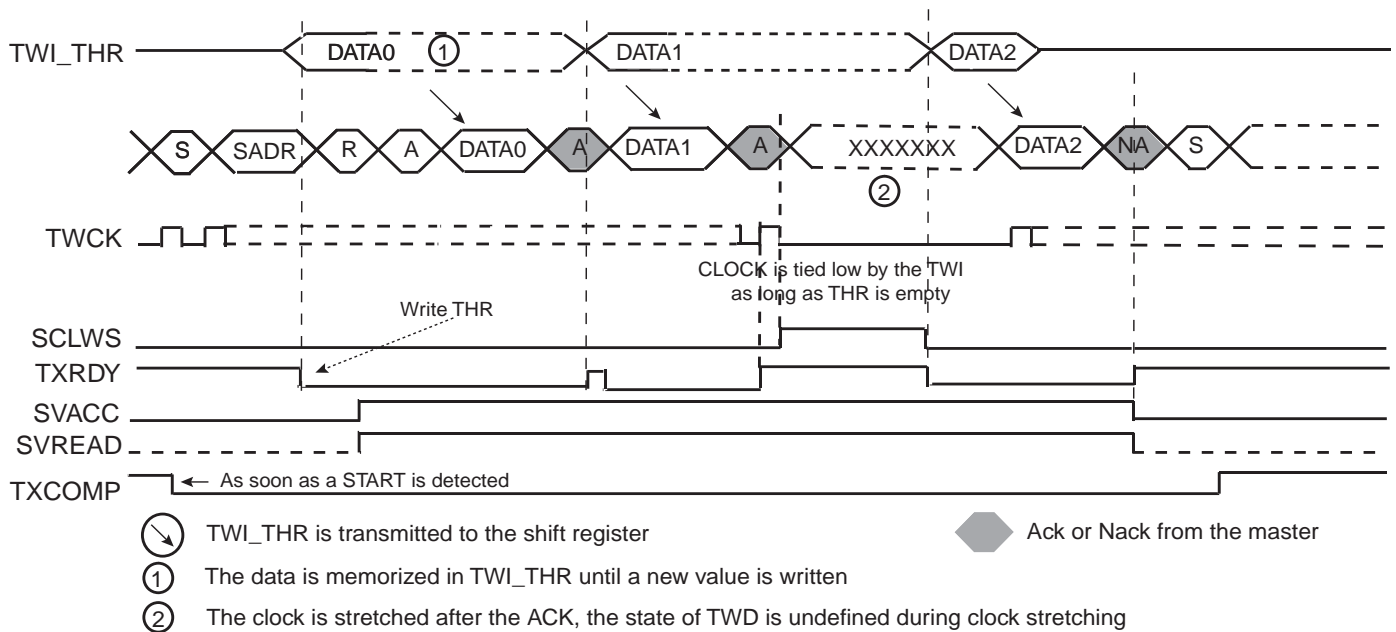 TWI_THR DATA0 1 DATA1 DATA2
S SADR R A DATA0 A DATA1 A XXXXXXX DATA2 NA S
2
TWCK
CLOCK is tied low by the TWI
as long as THR is empty
Write THR
SCLWS
TXRDY
SVACC
SVREAD
TXCOMP As soon as a START is detected
TWI_THR is transmitted to the shift register Ack or Nack from the master
1 The data is memorized in TWI_THR until a new value is written
2 The clock is stretched after the ACK, the state of TWD is undefined during clock stretching